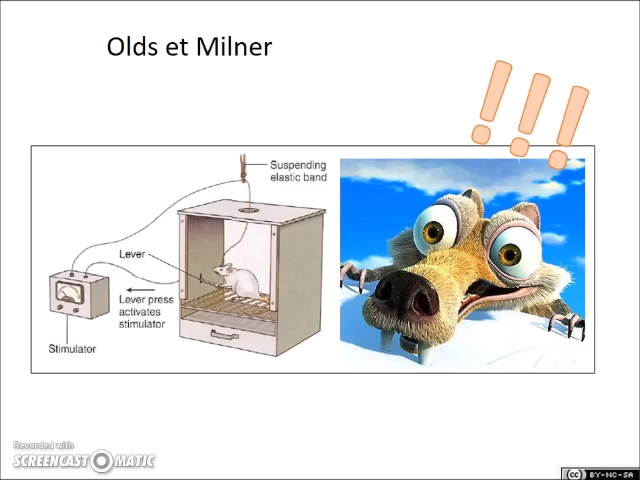 Olds et Milner
!!!
Suspending
elastic band
Lever
Lever press
activates
stimulator
Stimulator
Recorded with
SCREENCAST MATIC
cc BY-NC-SA